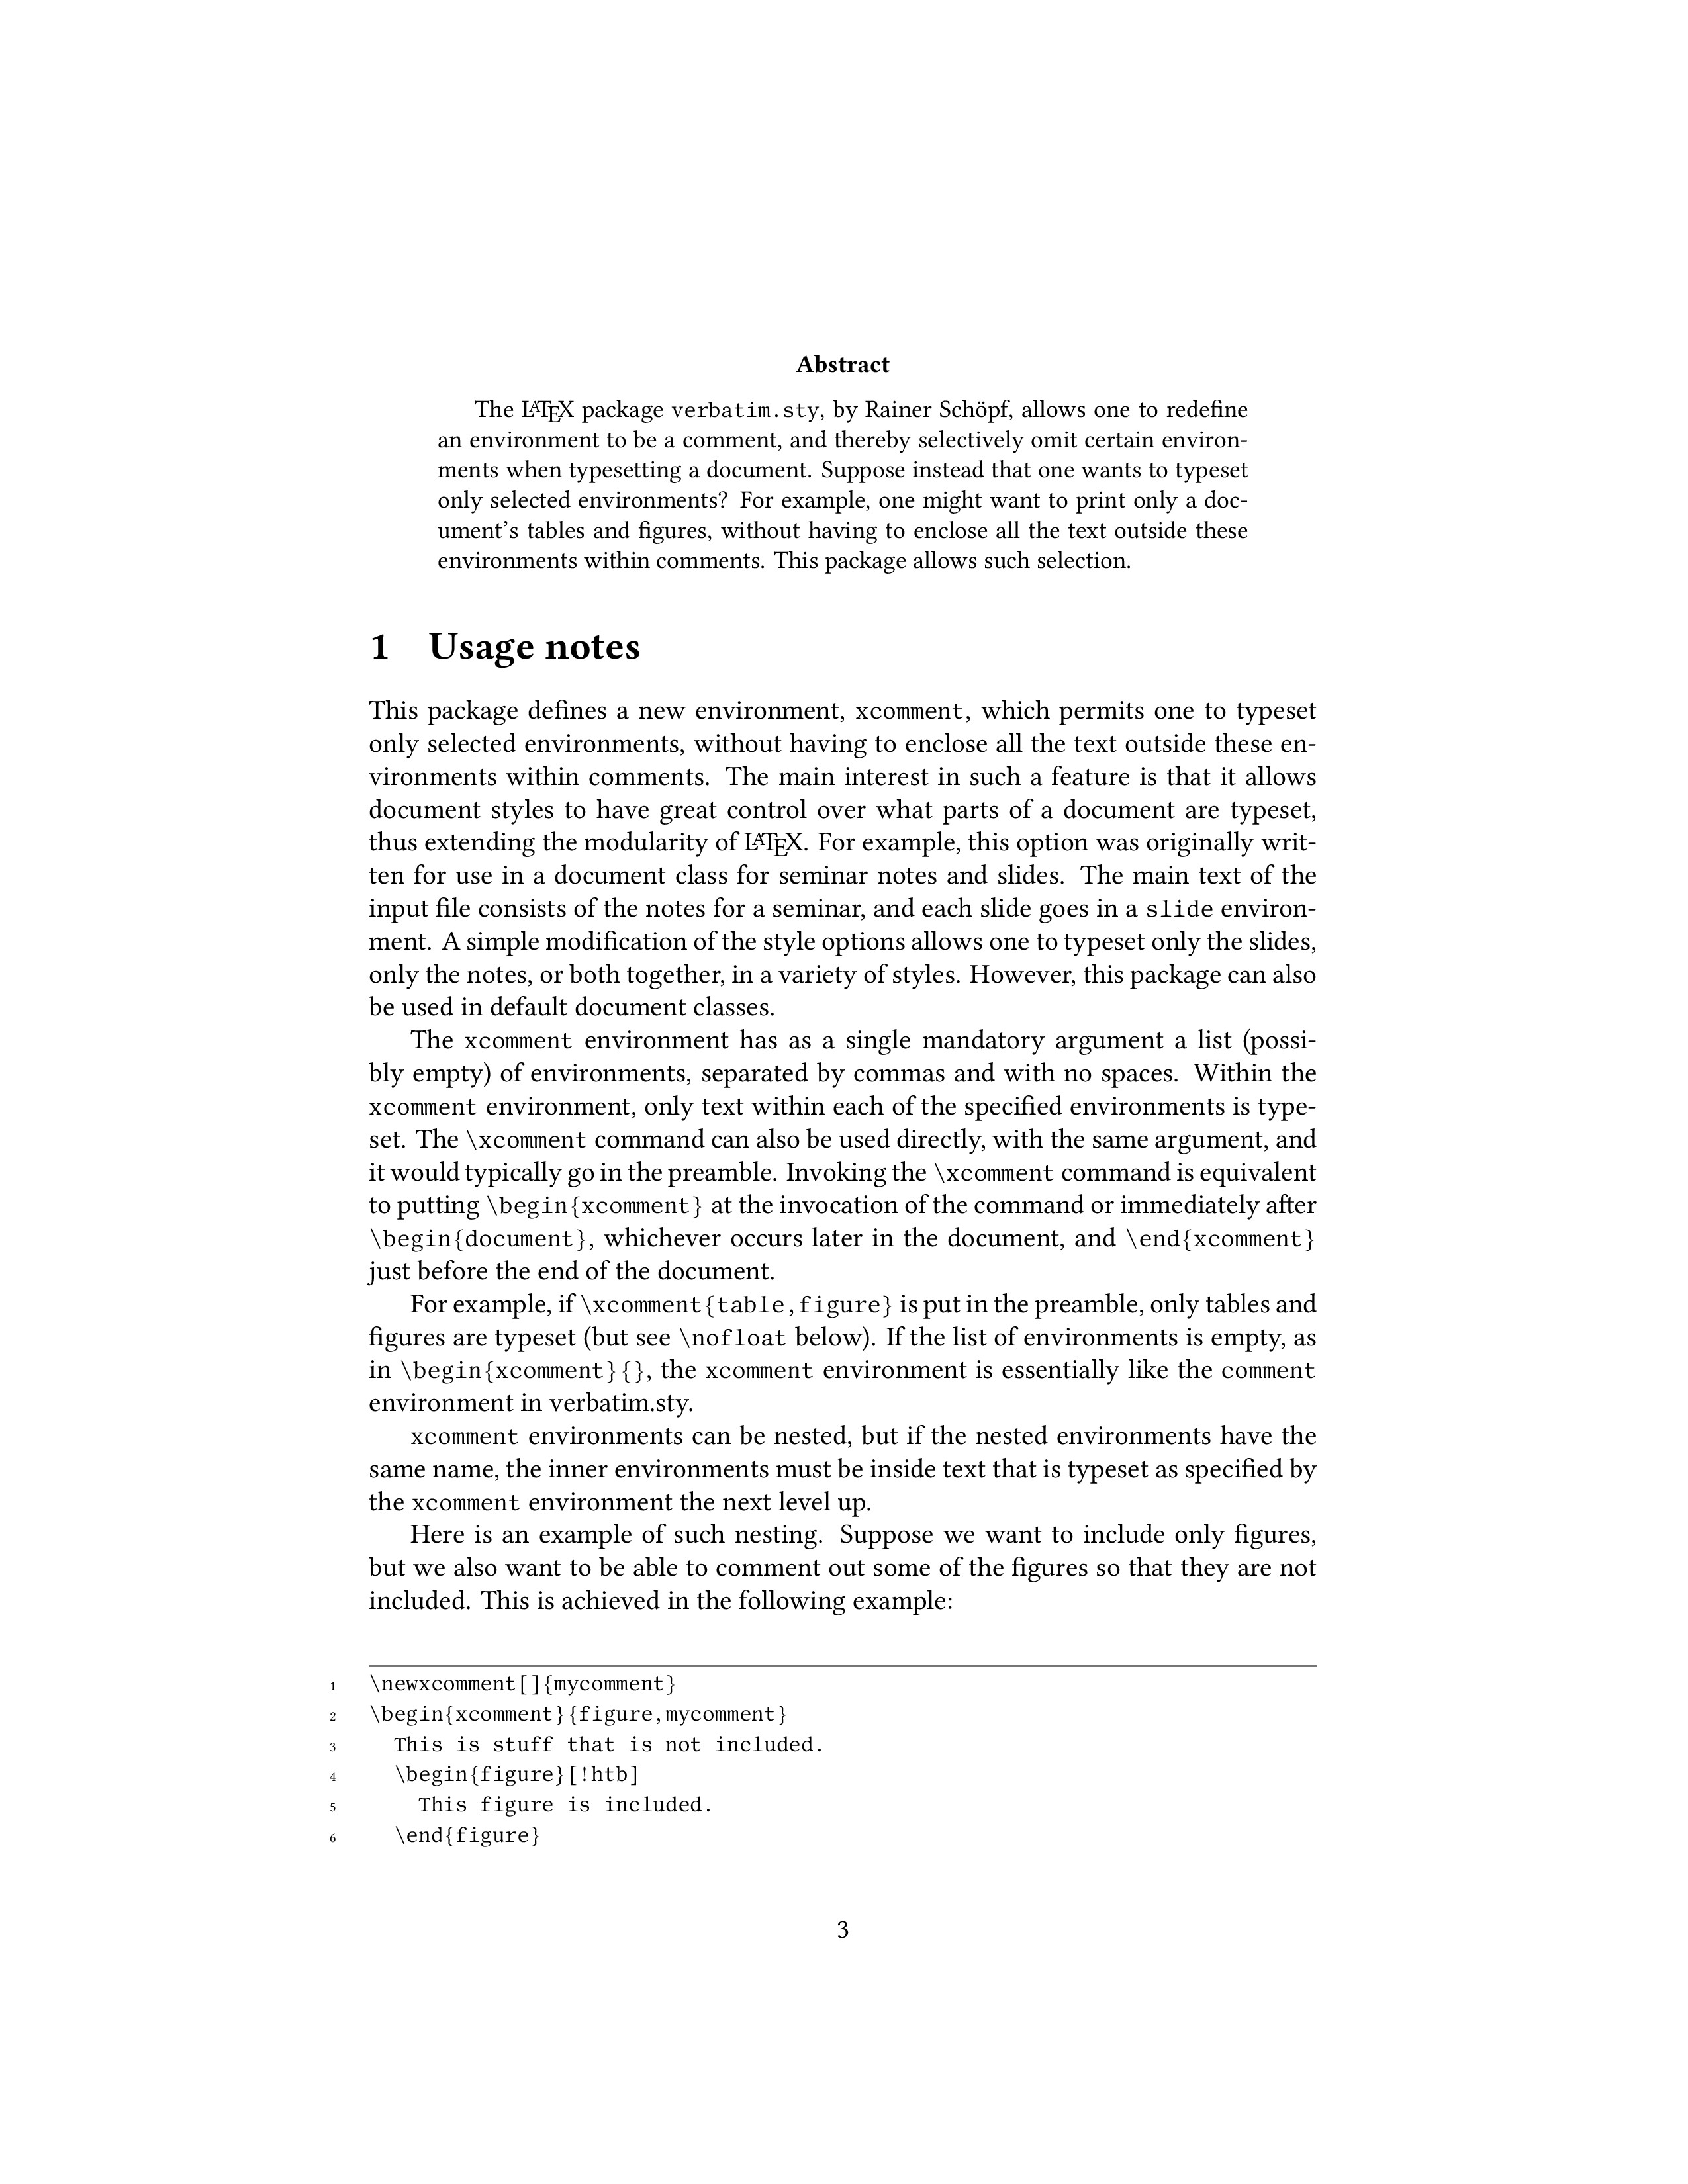 Abstract
The LATEX package verbatim.sty, by Rainer Schöpf, allows one to redefine
an environment to be a comment, and thereby selectively omit certain environ-
ments when typesetting a document. Suppose instead that one wants to typeset
only selected environments? For example, one might want to print only a doc-
ument’s tables and figures, without having to enclose all the text outside these
environments within comments. This package allows such selection.
1 Usage notes
This package defines a new environment, xcomment, which permits one to typeset
only selected environments, without having to enclose all the text outside these en-
vironments within comments. The main interest in such a feature is that it allows
document styles to have great control over what parts of a document are typeset,
thus extending the modularity of LATEX. For example, this option was originally writ-
ten for use in a document class for seminar notes and slides. The main text of the
input file consists of the notes for a seminar, and each slide goes in a slide environ-
ment. A simple modification of the style options allows one to typeset only the slides,
only the notes, or both together, in a variety of styles. However, this package can also
be used in default document classes.
The xcomment environment has as a single mandatory argument a list (possi-
bly empty) of environments, separated by commas and with no spaces. Within the
xcomment environment, only text within each of the specified environments is type-
set. The \xcomment command can also be used directly, with the same argument, and
it would typically go in the preamble. Invoking the \xcomment command is equivalent
to putting \begin{xcomment} at the invocation of the command or immediately after
\begin{document}, whichever occurs later in the document, and \end{xcomment}
just before the end of the document.
For example, if \xcomment{table,figure} is put in the preamble, only tables and
figures are typeset (but see \nofloat below). If the list of environments is empty, as
in \begin{xcomment}{}, the xcomment environment is essentially like the comment
environment in verbatim.sty.
xcomment environments can be nested, but if the nested environments have the
same name, the inner environments must be inside text that is typeset as specified by
the xcomment environment the next level up.
Here is an example of such nesting. Suppose we want to include only figures,
but we also want to be able to comment out some of the figures so that they are not
included. This is achieved in the following example:
1 \newxcomment[]{mycomment}
2 \begin{xcomment}{figure,mycomment}
3 This is stuff that is not included.
4 \begin{figure}[!htb]
5 This figure is included.
6 \end{figure}
3